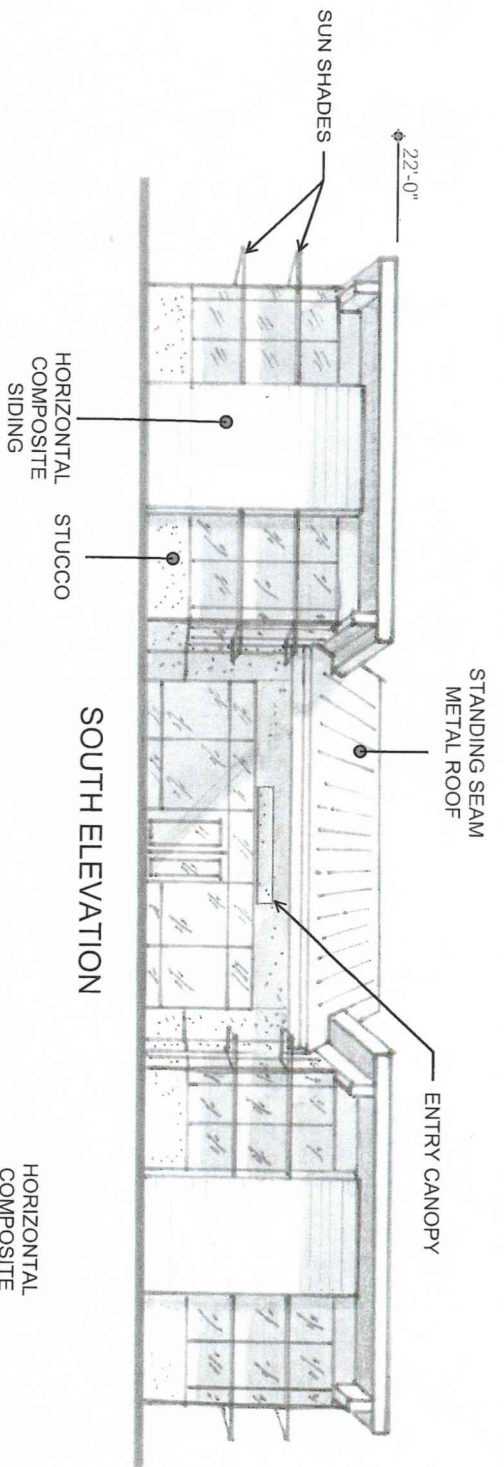 22'-0"
SUN SHADES
STANDING SEAM
METAL ROOF
ENTRY CANOPY
HORIZONTAL
COMPOSITE
SIDING
STUCCO
SOUTH ELEVATION
HORIZONTAL
COMPOSITE